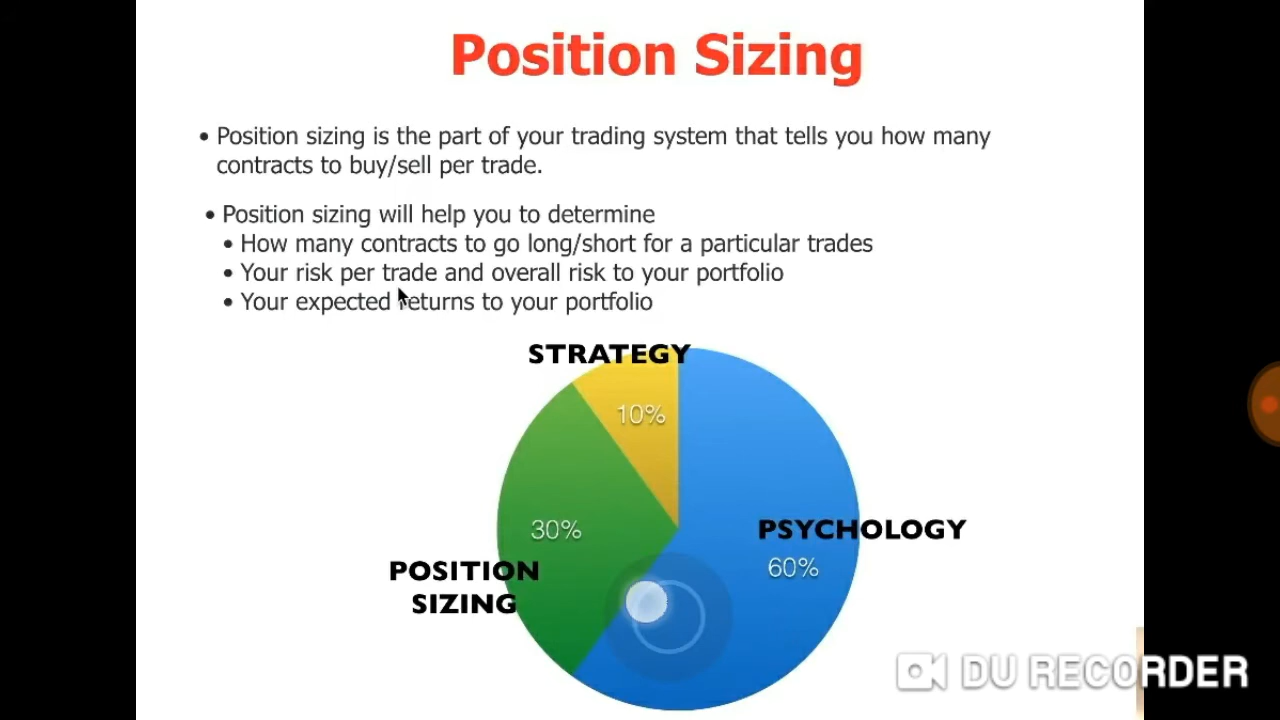 Position Sizing
• Position sizing is the part of your trading system that tells you how many
contracts to buy/sell per trade.
• Position sizing will help you to determine
• How many contracts to go long/short for a particular trades
• Your risk per trade and overall risk to your portfolio
• Your expected returns to your portfolio
STRATEGY
10%
30%
PSYCHOLOGY
60%
POSITION
SIZING
DU RECORDER